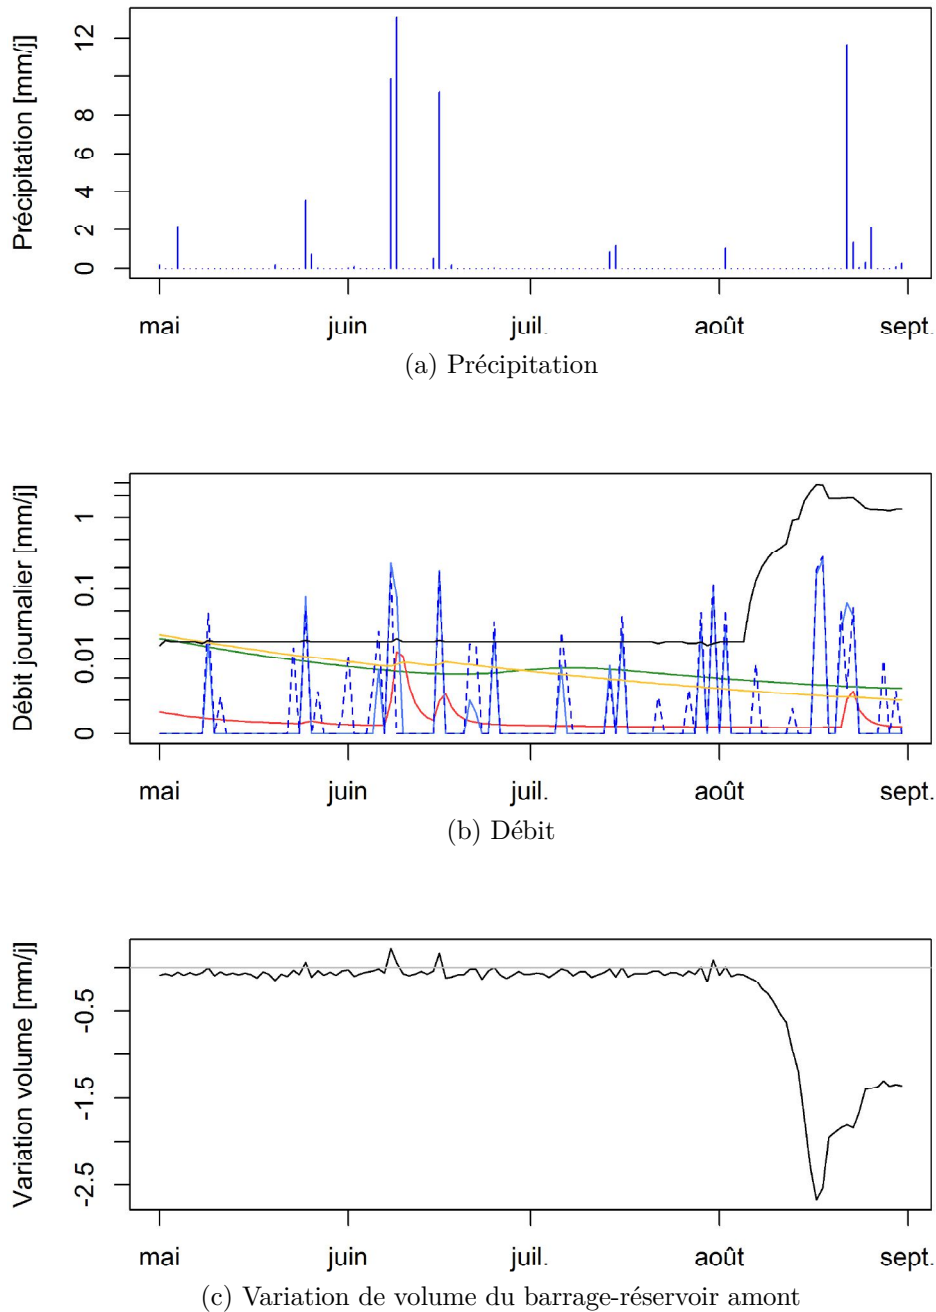 Précipitation [mm/j]
12
8
6
4
2
0
mai juin juil. août sept.
(a) Précipitation
Débit journalier [mm/j]
1
0.1
0.01
0
mai juin juil. août sept.
(b) Débit
Variation volume [mm/j]
-0.5
-1.5
-2.5
mai juin juil. août sept.
(c) Variation de volume du barrage-réservoir amont